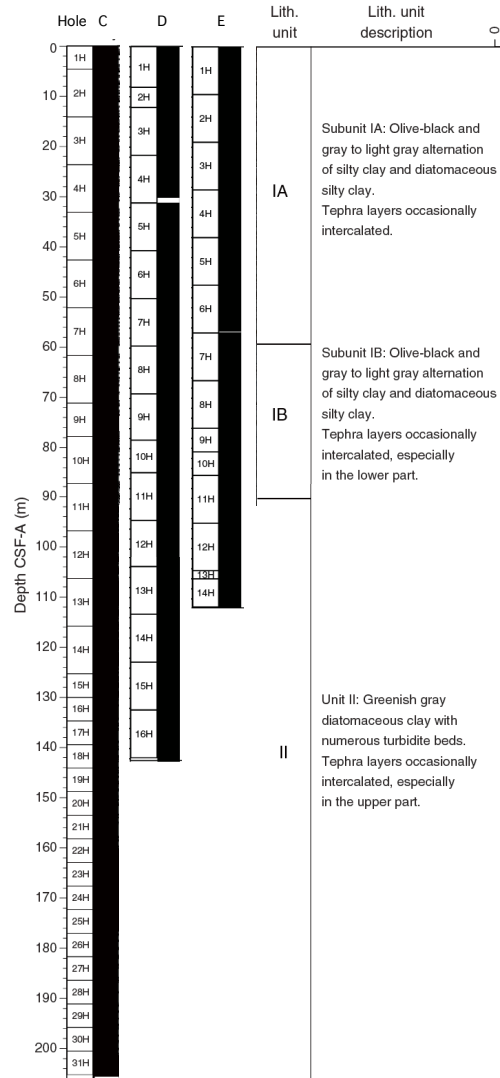 Hole C D E
Lith. unit
Lith. unit description
0
Depth CSF-A (m)
0
10
20
30
40
50
60
70
80
90
100
110
120
130
140
150
160
170
180
190
200
1H
2H
3H
4H
5H
6H
7H
8H
9H
10H
11H
12H
13H
14H
15H
16H
17H
18H
19H
20H
21H
22H
23H
24H
25H
26H
27H
28H
29H
30H
31H
1H
2H
3H
4H
5H
6H
7H
8H
9H
10H
11H
12H
13H
14H
15H
16H
1H
2H
3H
4H
5H
6H
7H
8H
9H
10H
11H
12H
13H
14H
IA
IB
II
Subunit IA: Olive-black and
gray to light gray alternation
of silty clay and diatomaceous
silty clay.
Tephra layers occasionally
intercalated.
Subunit IB: Olive-black and
gray to light gray alternation
of silty clay and diatomaceous
silty clay.
Tephra layers occasionally
intercalated, especially
in the lower part.
Unit II: Greenish gray
diatomaceous clay with
numerous turbidite beds.
Tephra layers occasionally
intercalated, especially
in the upper part.